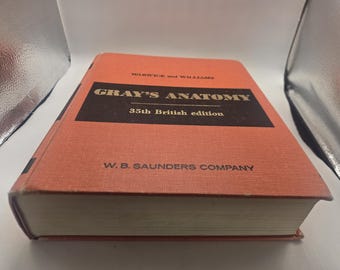 WARWICK and WILLIAMS
GRAY'S ANATOMY
35th British edition
W. B. SAUNDERS COMPANY